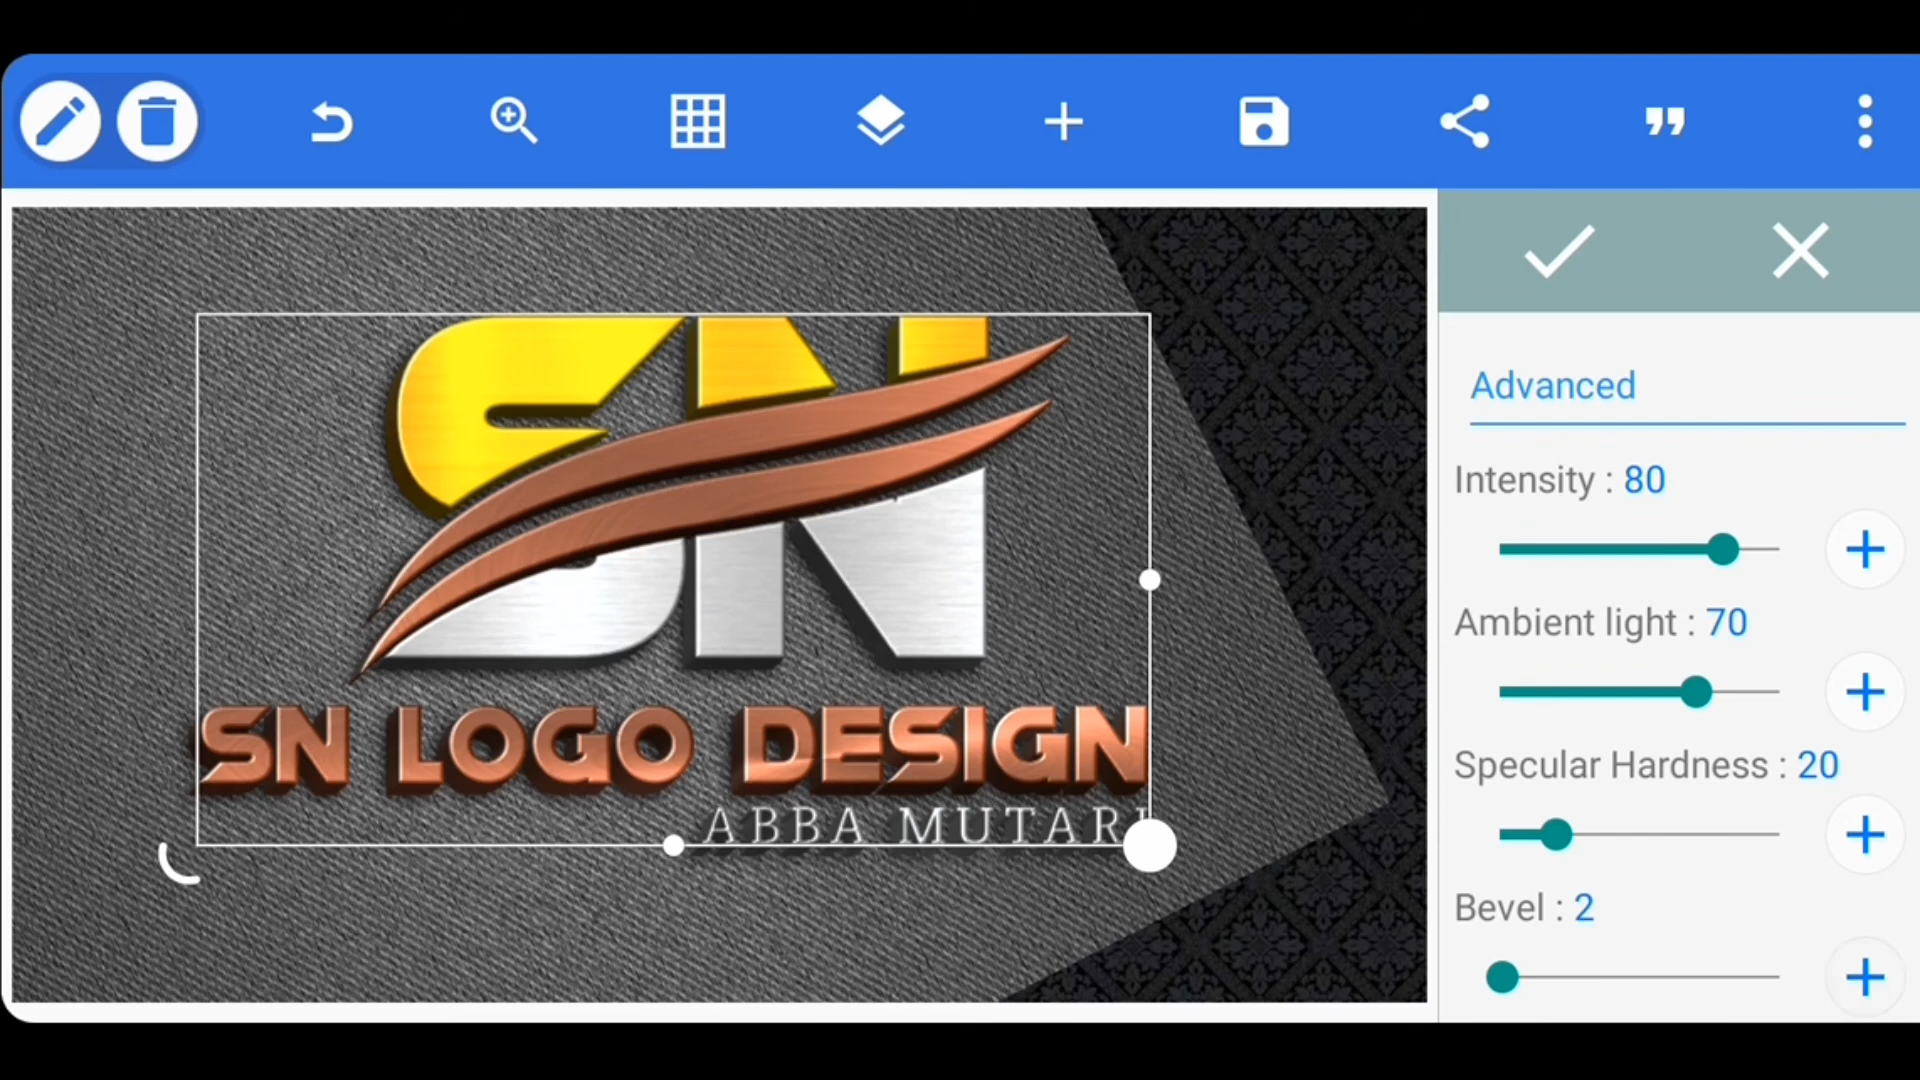 SN
SN LOGO DESIGN
ABBA MUTARI
Advanced
Intensity : 80
Ambient light : 70
Specular Hardness : 20
Bevel : 2